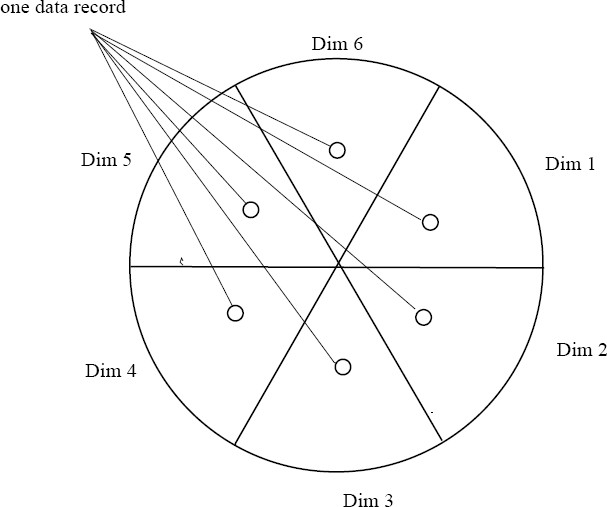 one data record
Dim 6
Dim 5
Dim 1
Dim 2
Dim 4
Dim 3